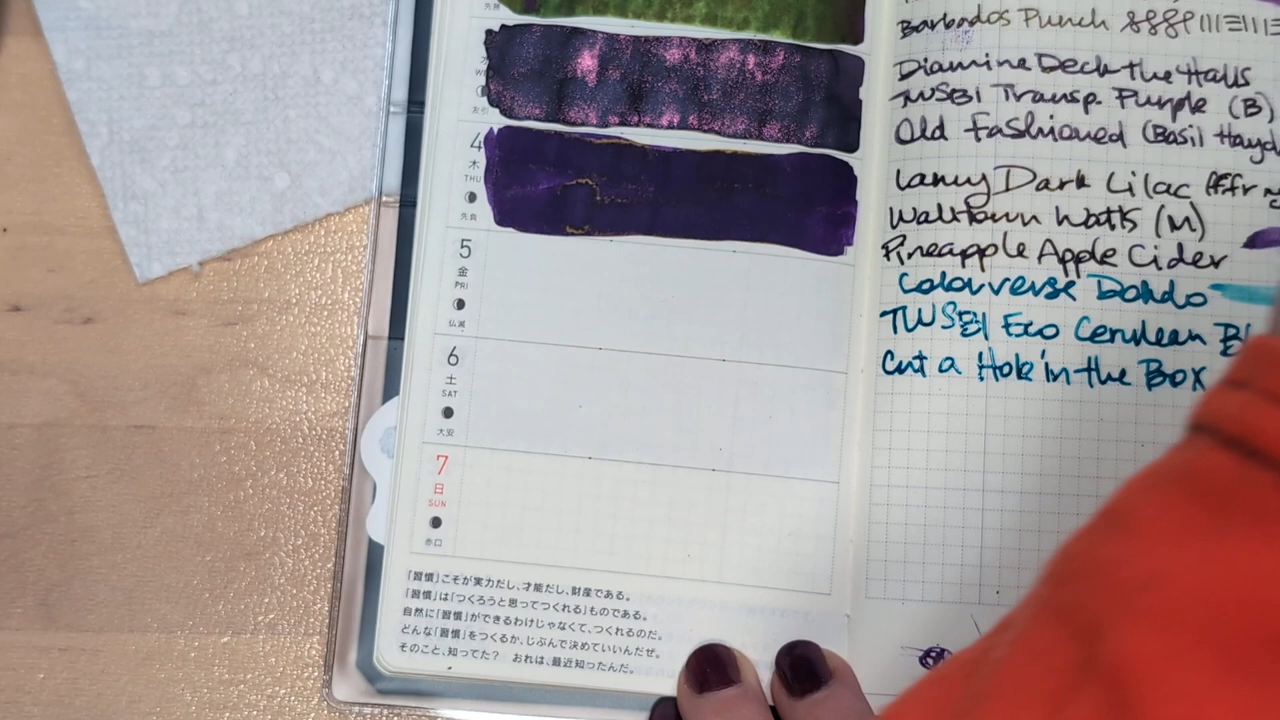 先勝
友引
4
木
THU
先負
5
金
FRI
仏滅
6
土
SAT
大安
7
日
SUN
赤口
「習慣」こそが実力だし、才能だし、財産である。
「習慣」は「つくろうと思ってつくれる」ものである。
自然に「習慣」ができるわけじゃなくて、つくれるのだ。
どんな「習慣」をつくるか、じぶんで決めていいんだぜ。
そのこと、知ってた? おれは、最近知ったんだ。
Barbados Punch
Diamine Deck the Halls
TWSBI Transp. Purple (B)
Old Fashioned (Basil Hayd
Lamy Dark Lilac
Waltown Watts (M)
Pineapple Apple Cider
Colorverse Dokdo
TWSBI Eco Cerulean Bl
Cut a Hole in the Box